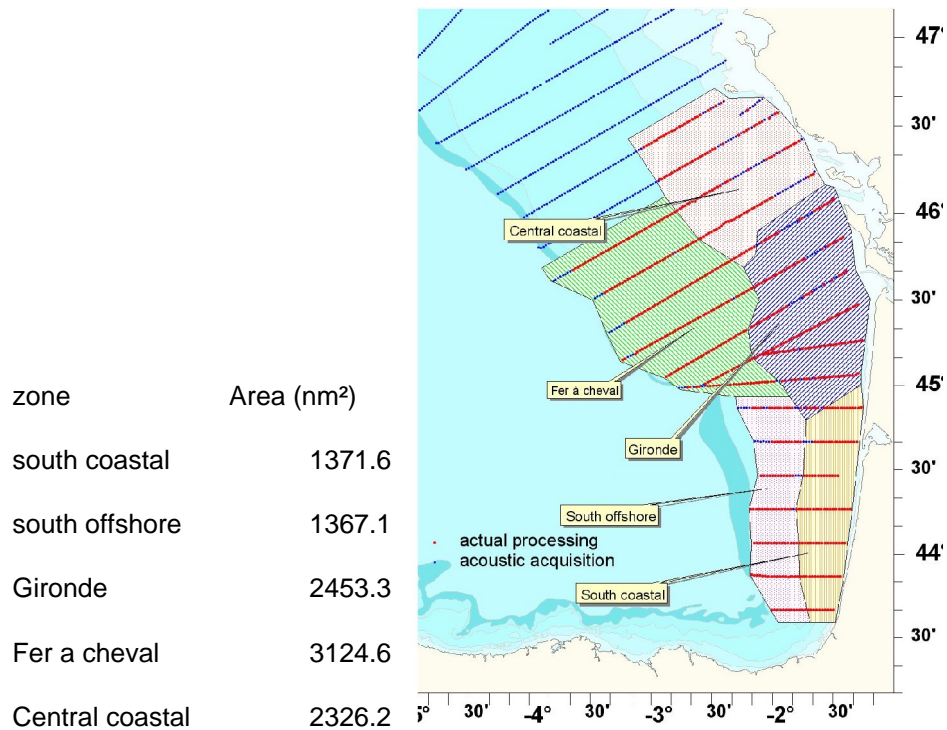 zone Area (nm²)
south coastal 1371.6
south offshore 1367.1
Gironde 2453.3
Fer a cheval 3124.6
Central coastal 2326.2
47°
30'
46°
30'
45°
30'
44°
30'
Central coastal
Fer à cheval
Gironde
South offshore
actual processing
acoustic acquisition
South coastal
5° 30' -4° 30' -3° 30' -2° 30'